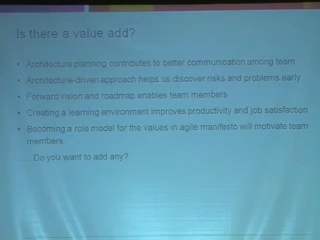 Is there a value add?
• Architecture planning contributes to better communication among team
• Architecture-driven approach helps us discover risks and problems early
• Forward vision and roadmap enables team members
• Creating a learning environment improves productivity and job satisfaction
• Becoming a role model for the values in agile manifesto will motivate team
members
... Do you want to add any?